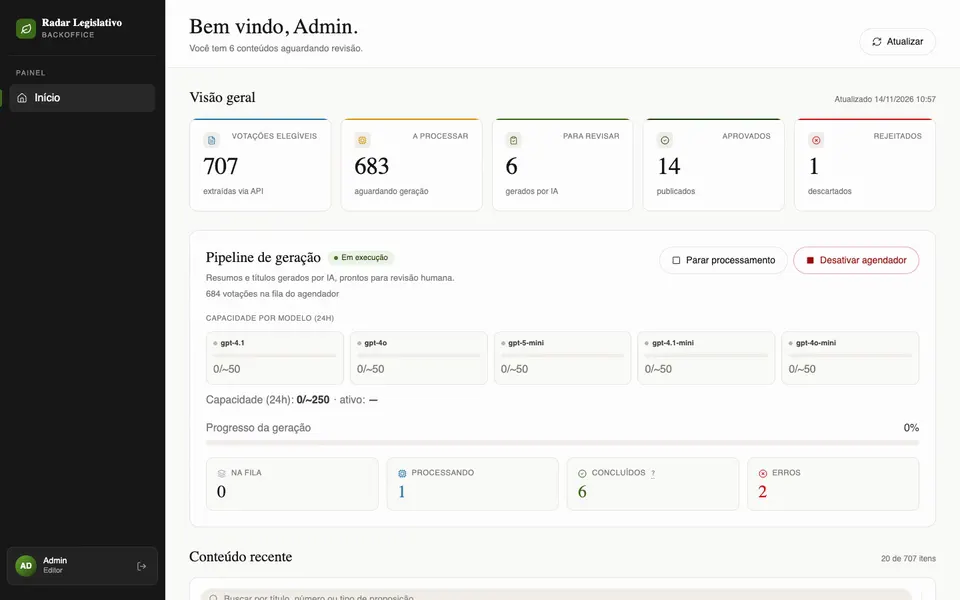 Radar Legislativo
BACKOFFICE
PAINEL
Início
AD
Admin
Editor
Bem vindo, Admin.
Você tem 6 conteúdos aguardando revisão.
Atualizar
Visão geral
Atualizado 14/11/2026 10:57
VOTAÇÕES ELEGÍVEIS
707
extraídas via API
A PROCESSAR
683
aguardando geração
PARA REVISAR
6
gerados por IA
APROVADOS
14
publicados
REJEITADOS
1
descartados
Pipeline de geração
Em execução
Resumos e títulos gerados por IA, prontos para revisão humana.
684 votações na fila do agendador
Parar processamento
Desativar agendador
CAPACIDADE POR MODELO (24H)
gpt-4.1
0/~50
gpt-4o
0/~50
gpt-5-mini
0/~50
gpt-4.1-mini
0/~50
gpt-4o-mini
0/~50
Capacidade (24h): 0/~250 · ativo: —
Progresso da geração
0%
NA FILA
0
PROCESSANDO
1
CONCLUÍDOS ?
6
ERROS
2
Conteúdo recente
20 de 707 itens
Buscar por título, número ou tipo de proposição